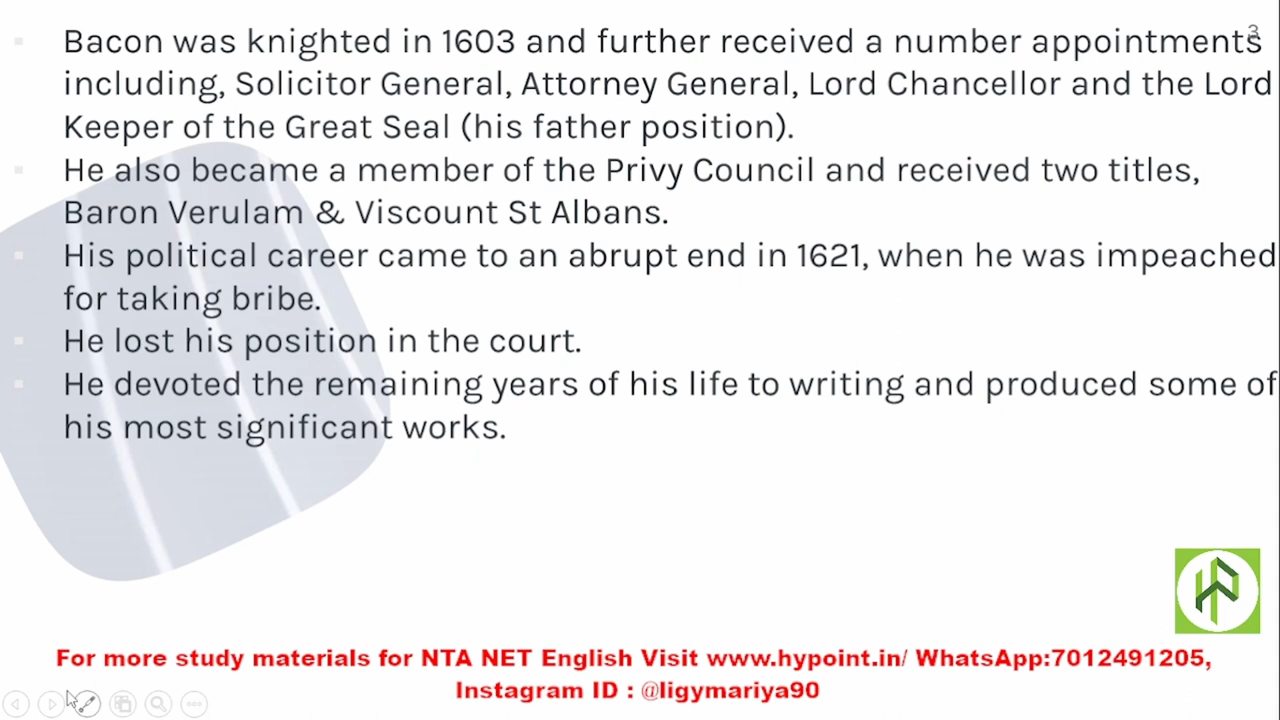 3
Bacon was knighted in 1603 and further received a number appointments
including, Solicitor General, Attorney General, Lord Chancellor and the Lord
Keeper of the Great Seal (his father position).
He also became a member of the Privy Council and received two titles,
Baron Verulam & Viscount St Albans.
His political career came to an abrupt end in 1621, when he was impeached
for taking bribe.
He lost his position in the court.
He devoted the remaining years of his life to writing and produced some of
his most significant works.
For more study materials for NTA NET English Visit www.hypoint.in/ WhatsApp:7012491205,
Instagram ID : @ligymariya90